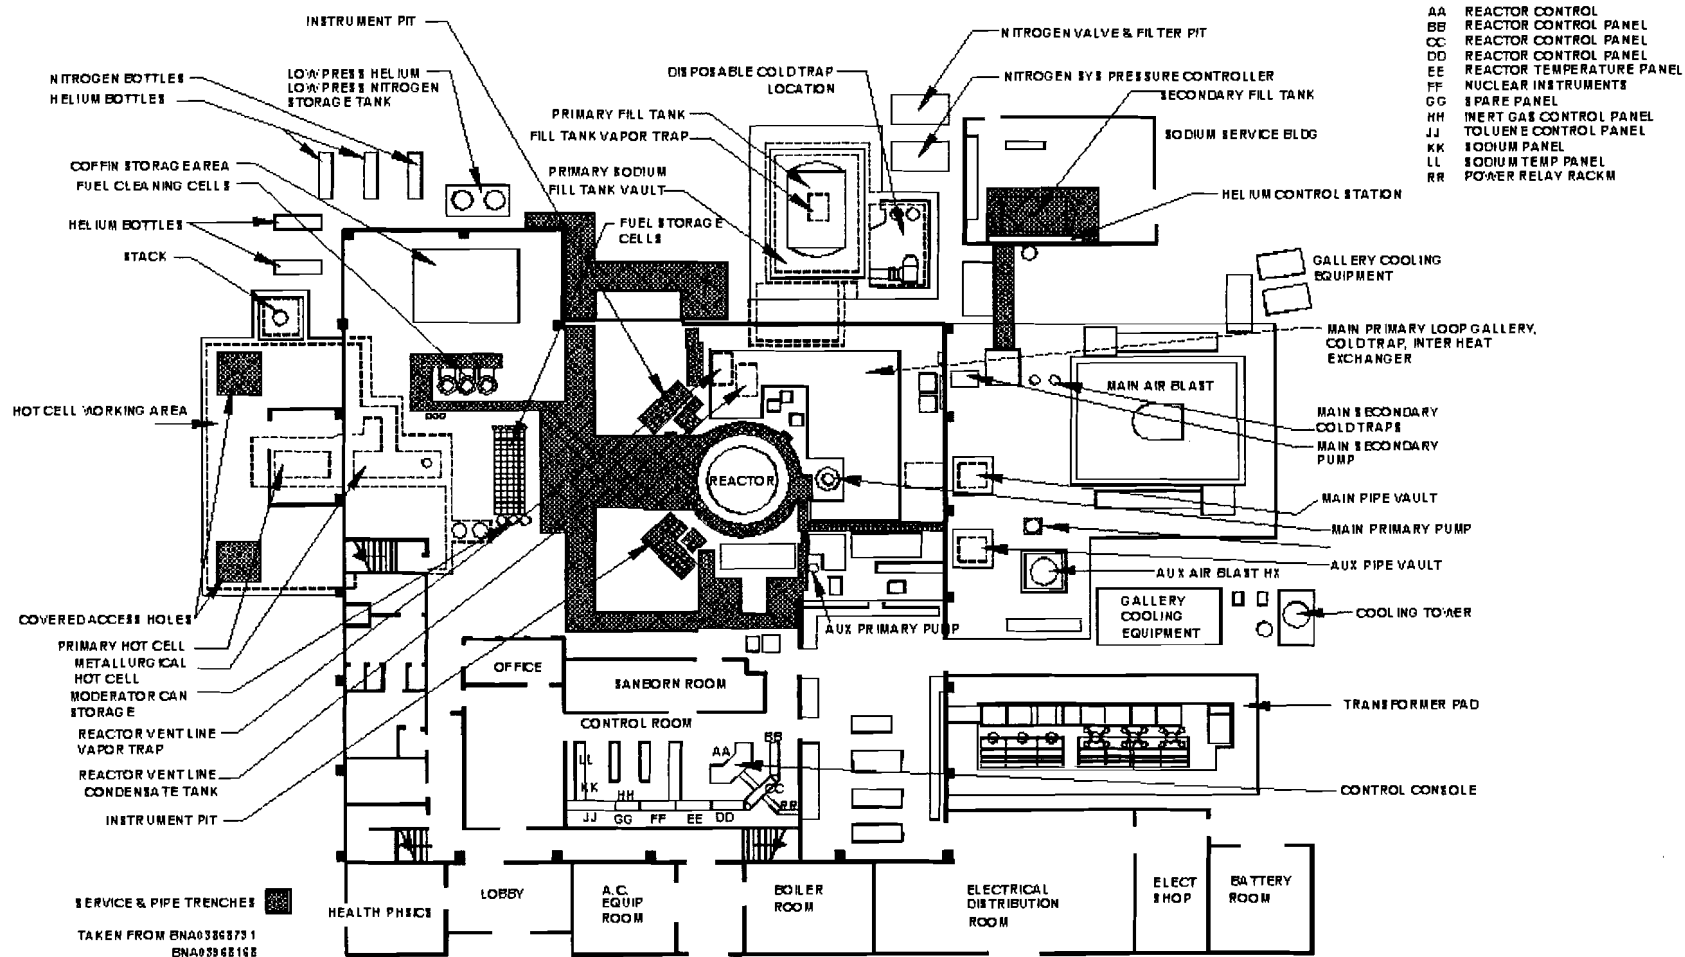 INSTRUMENT PIT
NITROGEN BOTTLES
HELIUM BOTTLES
LOW PRESS HELIUM
LOW PRESS NITROGEN
STORAGE TANK
COFFIN STORAGE AREA
FUEL CLEANING CELLS
HELIUM BOTTLES
STACK
HOT CELL WORKING AREA
COVERED ACCESS HOLES
PRIMARY HOT CELL
METALLURGICAL
HOT CELL
MODERATOR CAN
STORAGE
REACTOR VENT LINE
VAPOR TRAP
REACTOR VENT LINE
CONDENSATE TANK
INSTRUMENT PIT
SERVICE & PIPE TRENCHES
TAKEN FROM BNA03868731
BNA03968168
DISPOSABLE COLD TRAP
LOCATION
PRIMARY FILL TANK
FILL TANK VAPOR TRAP
PRIMARY SODIUM
FILL TANK VAULT
FUEL STORAGE
CELLS
NITROGEN VALVE & FILTER PIT
NITROGEN SYS PRESSURE CONTROLLER
SECONDARY FILL TANK
SODIUM SERVICE BLDG
HELIUM CONTROL STATION
AA REACTOR CONTROL
BB REACTOR CONTROL PANEL
CC REACTOR CONTROL PANEL
DD REACTOR CONTROL PANEL
EE REACTOR TEMPERATURE PANEL
FF NUCLEAR INSTRUMENTS
GG SPARE PANEL
HH INERT GAS CONTROL PANEL
JJ TOLUENE CONTROL PANEL
KK SODIUM PANEL
LL SODIUM TEMP PANEL
RR POWER RELAY RACKM
GALLERY COOLING
EQUIPMENT
MAIN PRIMARY LOOP GALLERY,
COLD TRAP, INTER HEAT
EXCHANGER
MAIN AIR BLAST
MAIN SECONDARY
COLD TRAPS
MAIN SECONDARY
PUMP
MAIN PIPE VAULT
MAIN PRIMARY PUMP
AUX PIPE VAULT
AUX AIR BLAST HX
GALLERY
COOLING
EQUIPMENT
COOLING TOWER
REACTOR
AUX PRIMARY PUMP
OFFICE
SANBORN ROOM
CONTROL ROOM
TRANSFORMER PAD
CONTROL CONSOLE
AA
BB
LL
KK
HH
CC
RR
JJ
GG
FF
EE
DD
HEALTH PHSICS
LOBBY
A.C.
EQUIP
ROOM
BOILER
ROOM
ELECTRICAL
DISTRIBUTION
ROOM
ELECT
SHOP
BATTERY
ROOM